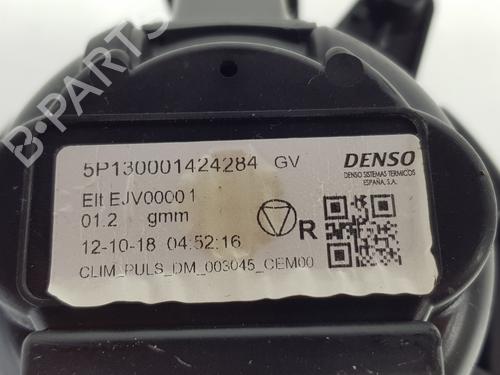 B-PARTS
5P130001424284 GV
DENSO
DENSO SISTEMAS TERMICOS
ESPAÑA, S.A.
Elt EJV00001
01.2 gmm
R
12-10-18 04:52:16
CLIM_PULS_DM_003045_CEM00